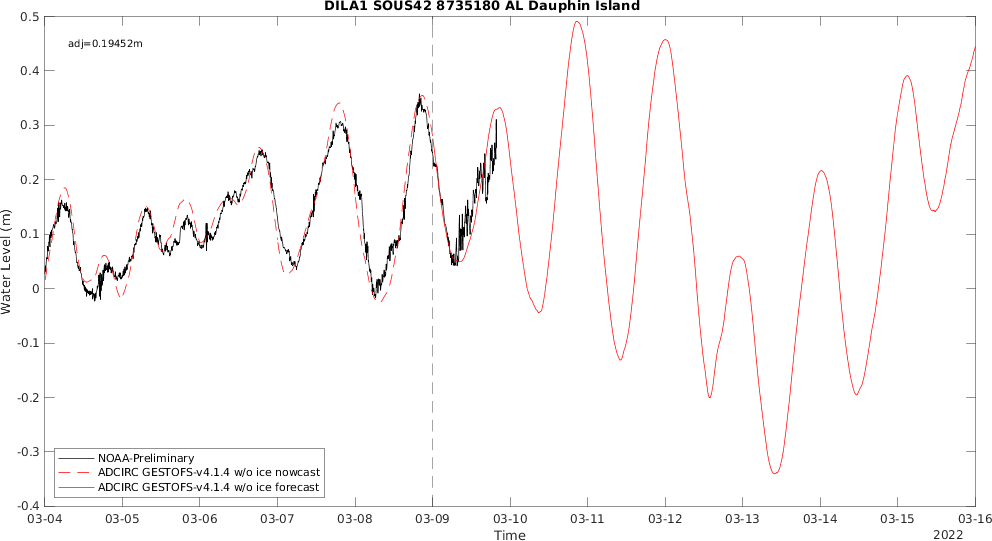 DILA1 SOUS42 8735180 AL Dauphin Island
adj=0.19452m
0.5
0.4
0.3
0.2
0.1
0
-0.1
-0.2
-0.3
-0.4
Water Level (m)
NOAA-Preliminary
ADCIRC GESTOFS-v4.1.4 w/o ice nowcast
ADCIRC GESTOFS-v4.1.4 w/o ice forecast
03-04 03-05 03-06 03-07 03-08 03-09 03-10 03-11 03-12 03-13 03-14 03-15 03-16
Time
2022